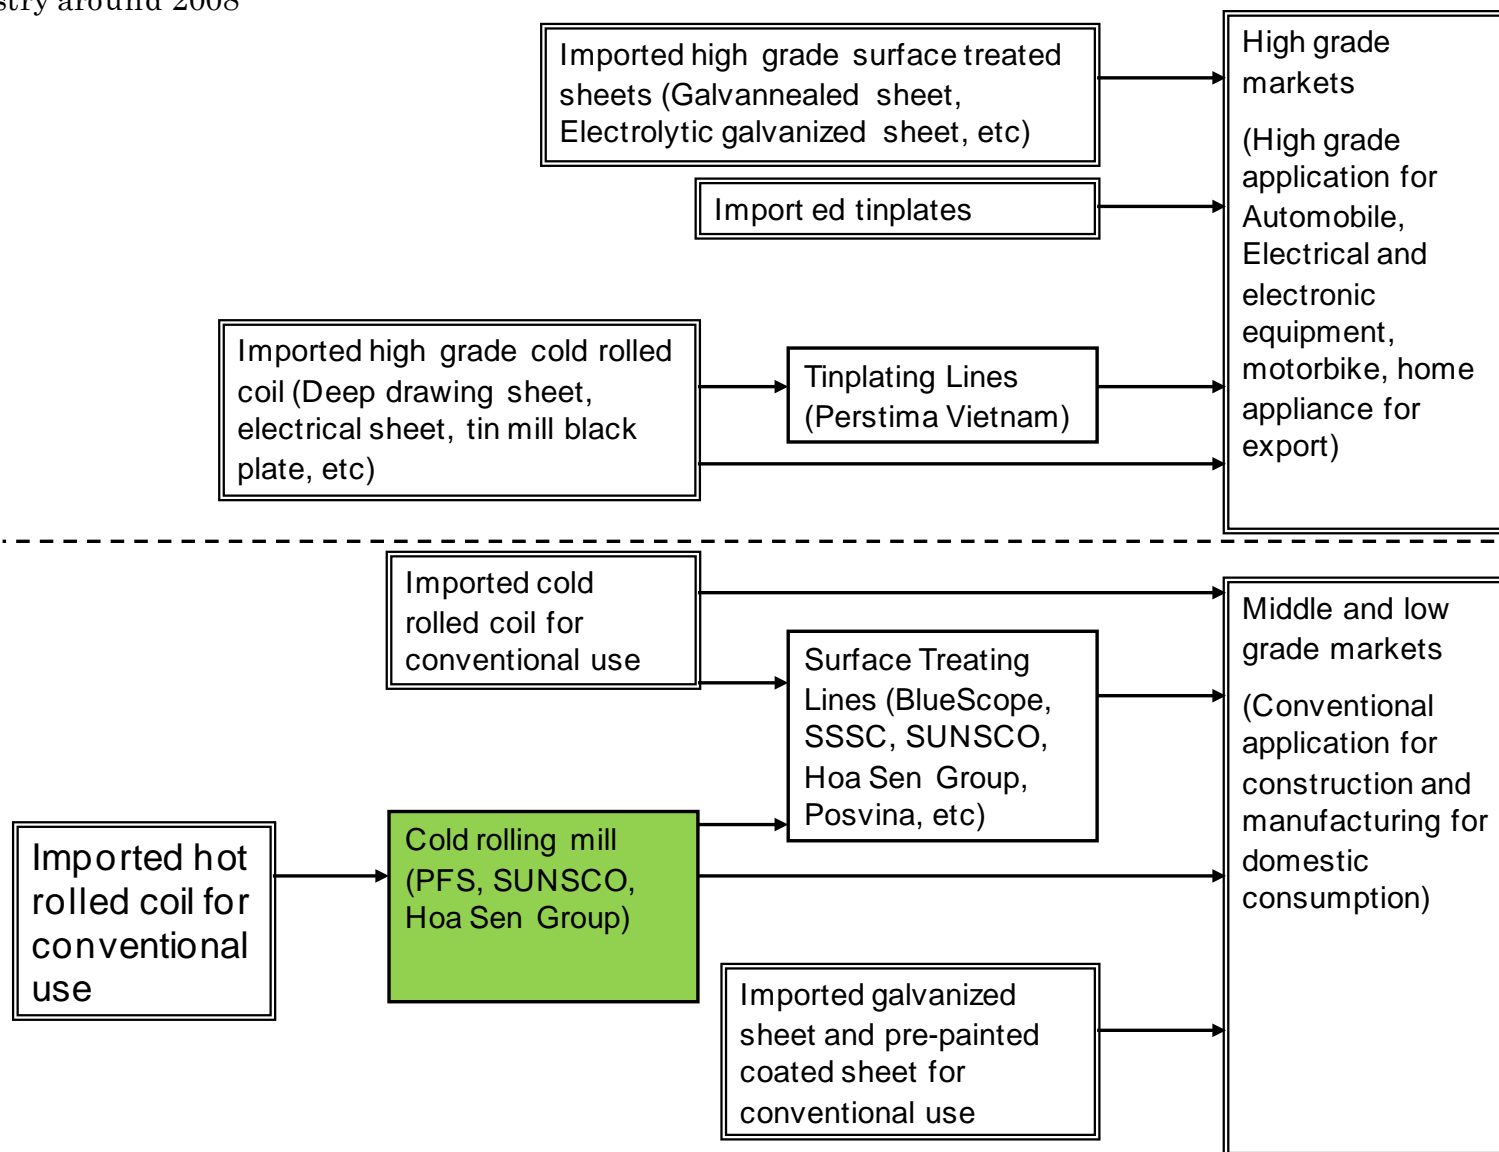 stry around 2008
Imported high grade surface treated
sheets (Galvannealed sheet,
Electrolytic galvanized sheet, etc)
High grade
markets
(High grade
application for
Automobile,
Electrical and
electronic
equipment,
motorbike, home
appliance for
export)
Import ed tinplates
Imported high grade cold rolled
coil (Deep drawing sheet,
electrical sheet, tin mill black
plate, etc)
Tinplating Lines
(Perstima Vietnam)
Imported cold
rolled coil for
conventional use
Surface Treating
Lines (BlueScope,
SSSC, SUNSCO,
Hoa Sen Group,
Posvina, etc)
Middle and low
grade markets
(Conventional
application for
construction and
manufacturing for
domestic
consumption)
Imported hot
rolled coil for
conventional
use
Cold rolling mill
(PFS, SUNSCO,
Hoa Sen Group)
Imported galvanized
sheet and pre-painted
coated sheet for
conventional use